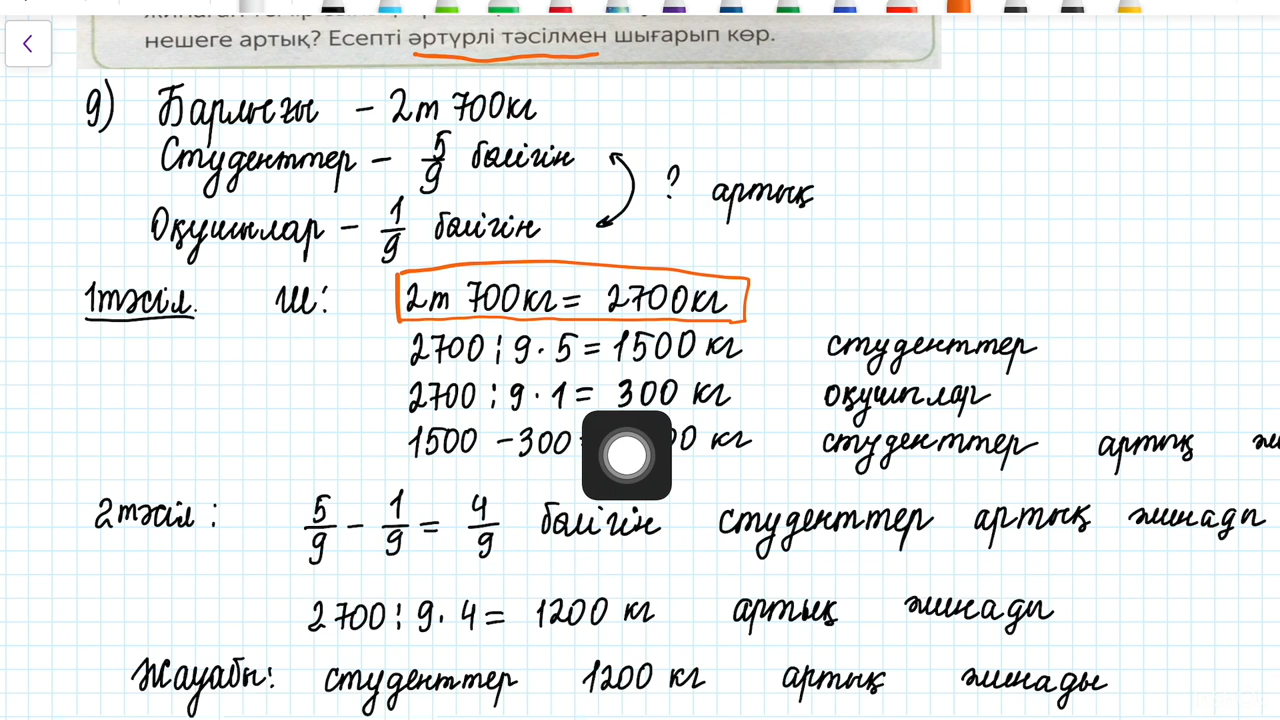 нешеге артық? Есепті әртүрлі тәсілмен шығарып көр.
9) Барлығы - 2т 700кг
Студенттер - 5/9 бөлігін
? артық
Оқушылар - 1/9 бөлігін
1тәсіл. Ш: 2т 700кг = 2700кг
2700 : 9 · 5 = 1500 кг студенттер
2700 : 9 · 1 = 300 кг оқушылар
1500 - 300 00 кг студенттер артық
2тәсіл: 5/9 - 1/9 = 4/9 бөлігін студенттер артық жинады
2700 : 9 · 4 = 1200 кг артық жинады
Жауабы: студенттер 1200 кг артық жинады